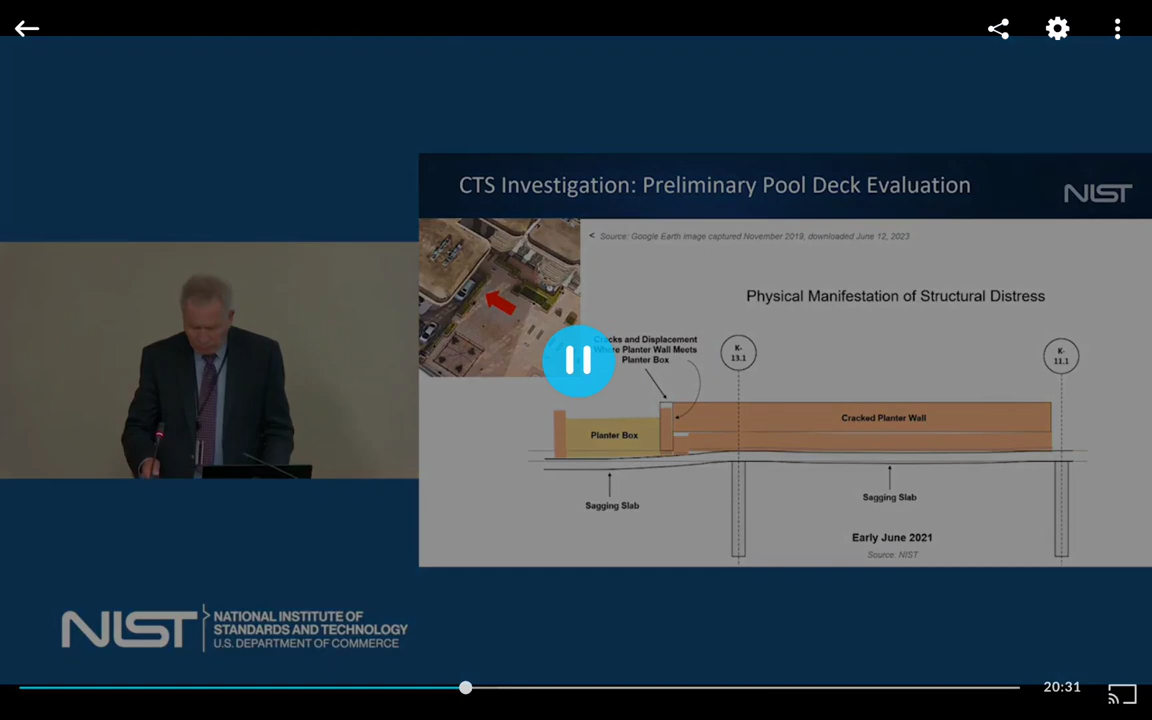 CTS Investigation: Preliminary Pool Deck Evaluation
NIST
< Source: Google Earth image captured November 2019, downloaded June 12, 2023
Physical Manifestation of Structural Distress
Cracks and Displacement
Where Planter Wall Meets
Planter Box
K-
13.1
K-
13.1
Cracked Planter Wall
Planter Box
Sagging Slab
Sagging Slab
Early June 2021
Source: NIST
NIST
NATIONAL INSTITUTE OF
STANDARDS AND TECHNOLOGY
U.S. DEPARTMENT OF COMMERCE
20:31